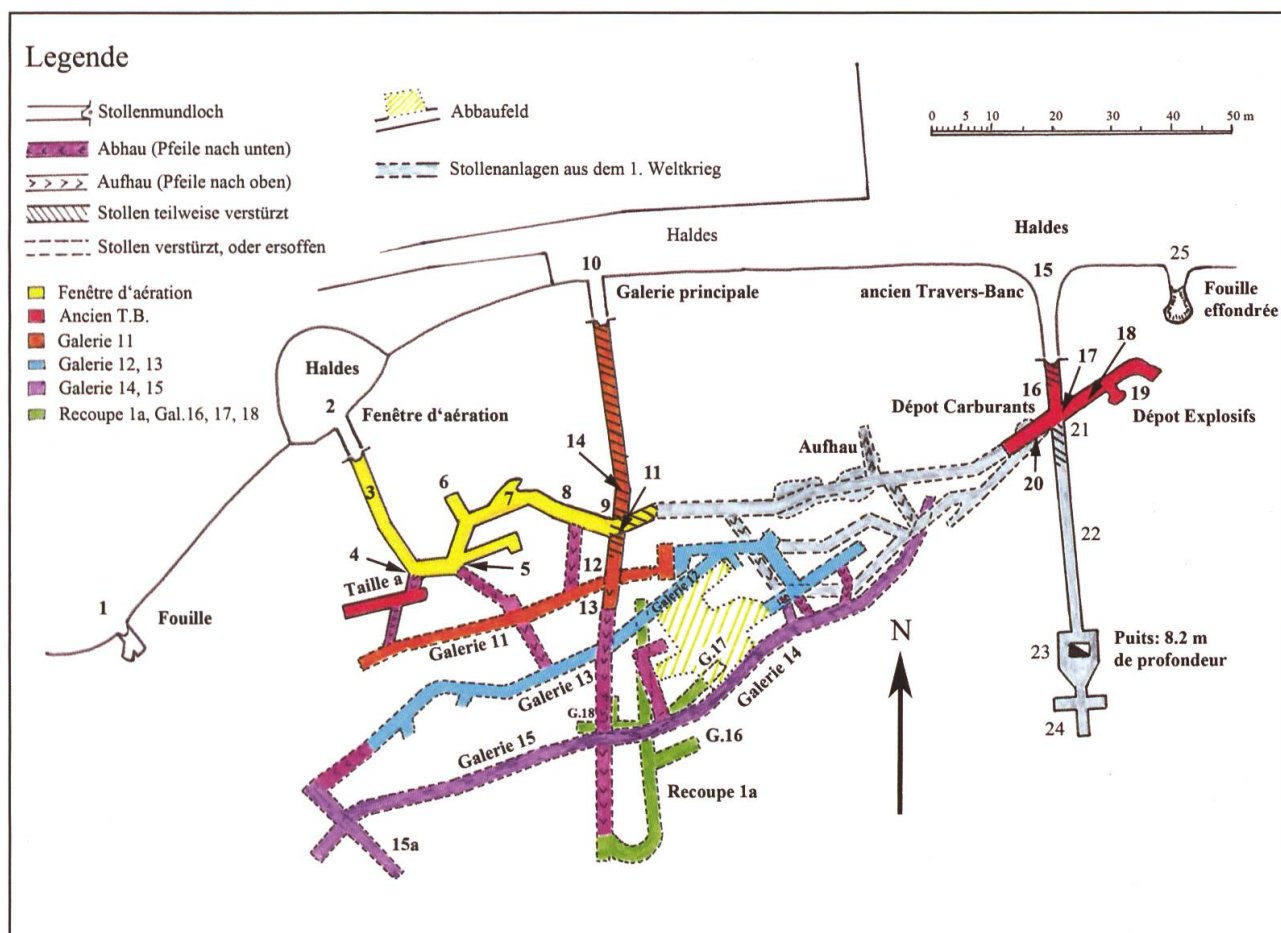 Legende
Stollenmundloch
Abhau (Pfeile nach unten)
Aufhau (Pfeile nach oben)
Stollen teilweise verstürzt
Stollen verstürzt, oder ersoffen
Abbaufeld
Stollenanlagen aus dem 1. Weltkrieg
Fenêtre d‘aération
Ancien T.B.
Galerie 11
Galerie 12, 13
Galerie 14, 15
Recoupe 1a, Gal.16, 17, 18
0 5 10 20 30 40 50 m
Haldes
Haldes
10
15
25
Galerie principale
ancien Travers-Banc
Fouille
effondrée
Haldes
2
Fenêtre d‘aération
16
17
18
19
Dépot Carburants
Dépot Explosifs
20
21
Aufhau
14
11
3
6
7
8
9
4
5
12
13
22
Taille a
1
Fouille
Galerie 11
Galerie 12
Galerie 13
G.17
Galerie 14
G.18
G.16
Galerie 15
Recoupe 1a
15a
N
23
Puits: 8.2 m
de profondeur
24